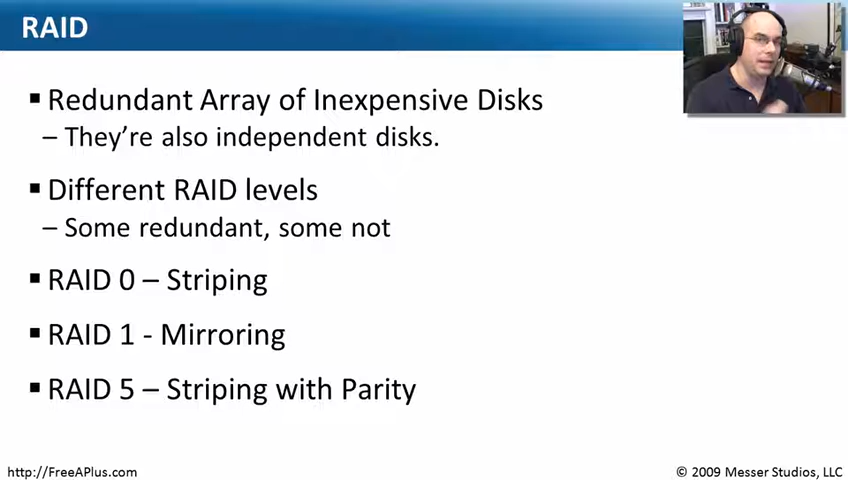 RAID
▪ Redundant Array of Inexpensive Disks
– They're also independent disks.
▪ Different RAID levels
– Some redundant, some not
▪ RAID 0 – Striping
▪ RAID 1 - Mirroring
▪ RAID 5 – Striping with Parity
http://FreeAPlus.com
© 2009 Messer Studios, LLC